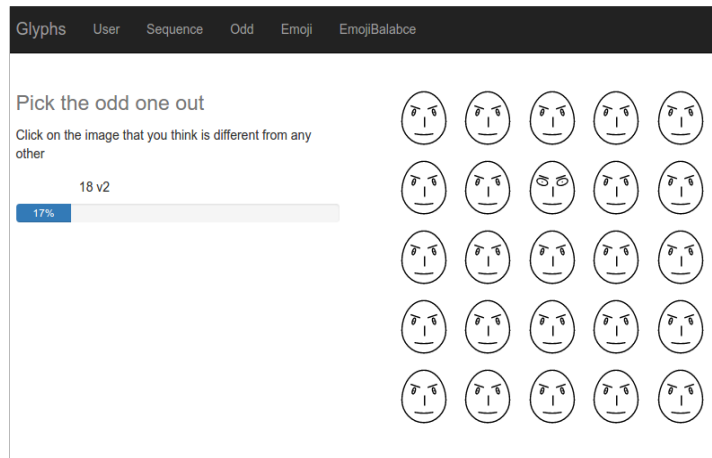 Glyphs User Sequence Odd Emoji EmojiBalabce
Pick the odd one out
Click on the image that you think is different from any
other
18 v2
17%